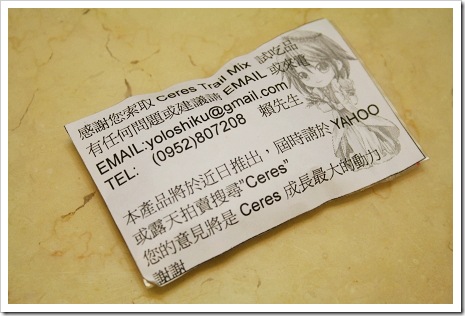 感謝您索取 Ceres Trail Mix 試吃品
有任何問題或建議請 EMAIL 或來電
EMAIL:yoloshiku@gmail.com
TEL: (0952)807208 賴先生
本產品將於近日推出，屆時請於 YAHOO
或露天拍賣搜尋"Ceres"
您的意見將是 Ceres 成長最大的動力
謝謝